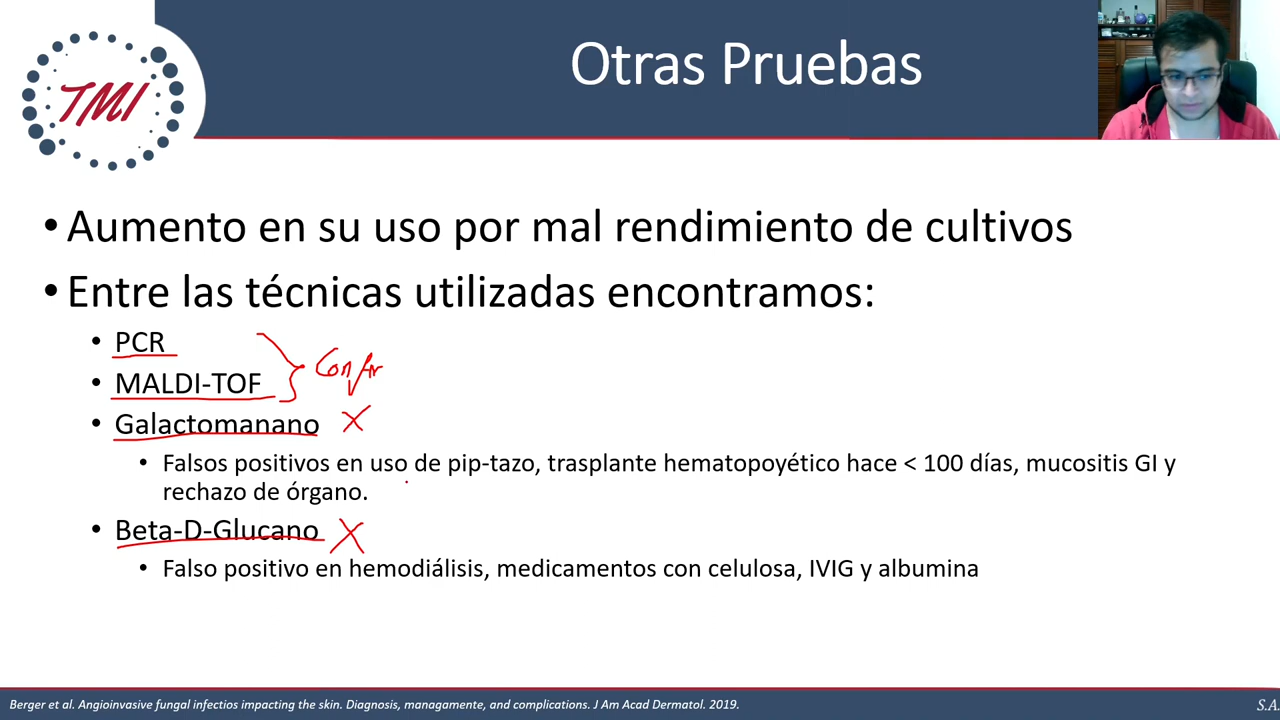 TMI
Otras Pruebas
• Aumento en su uso por mal rendimiento de cultivos
• Entre las técnicas utilizadas encontramos:
• PCR
• MALDI-TOF
Confir
• Galactomanano X
• Falsos positivos en uso de pip-tazo, trasplante hematopoyético hace < 100 días, mucositis GI y
rechazo de órgano.
• Beta-D-Glucano X
• Falso positivo en hemodiálisis, medicamentos con celulosa, IVIG y albumina
Berger et al. Angioinvasive fungal infectios impacting the skin. Diagnosis, managamente, and complications. J Am Acad Dermatol. 2019.
S.A.